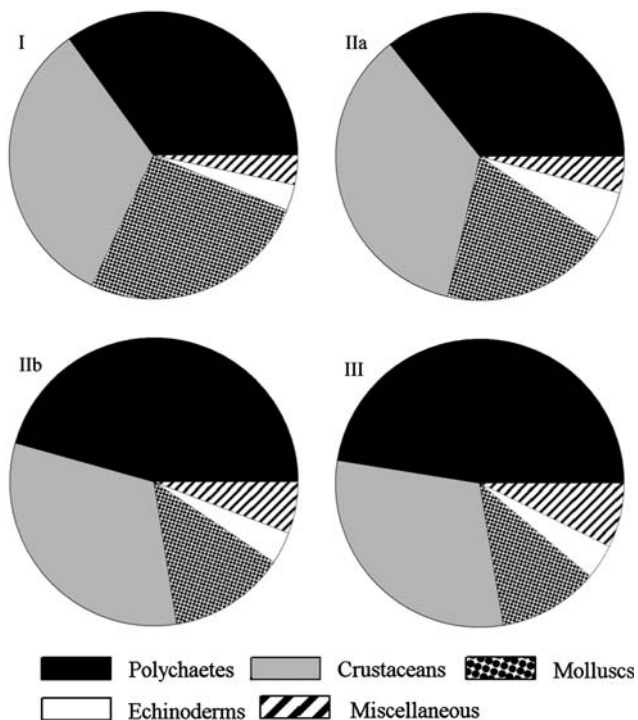 I
IIa
IIb
III
Polychaetes
Crustaceans
Molluscs
Echinoderms
Miscellaneous